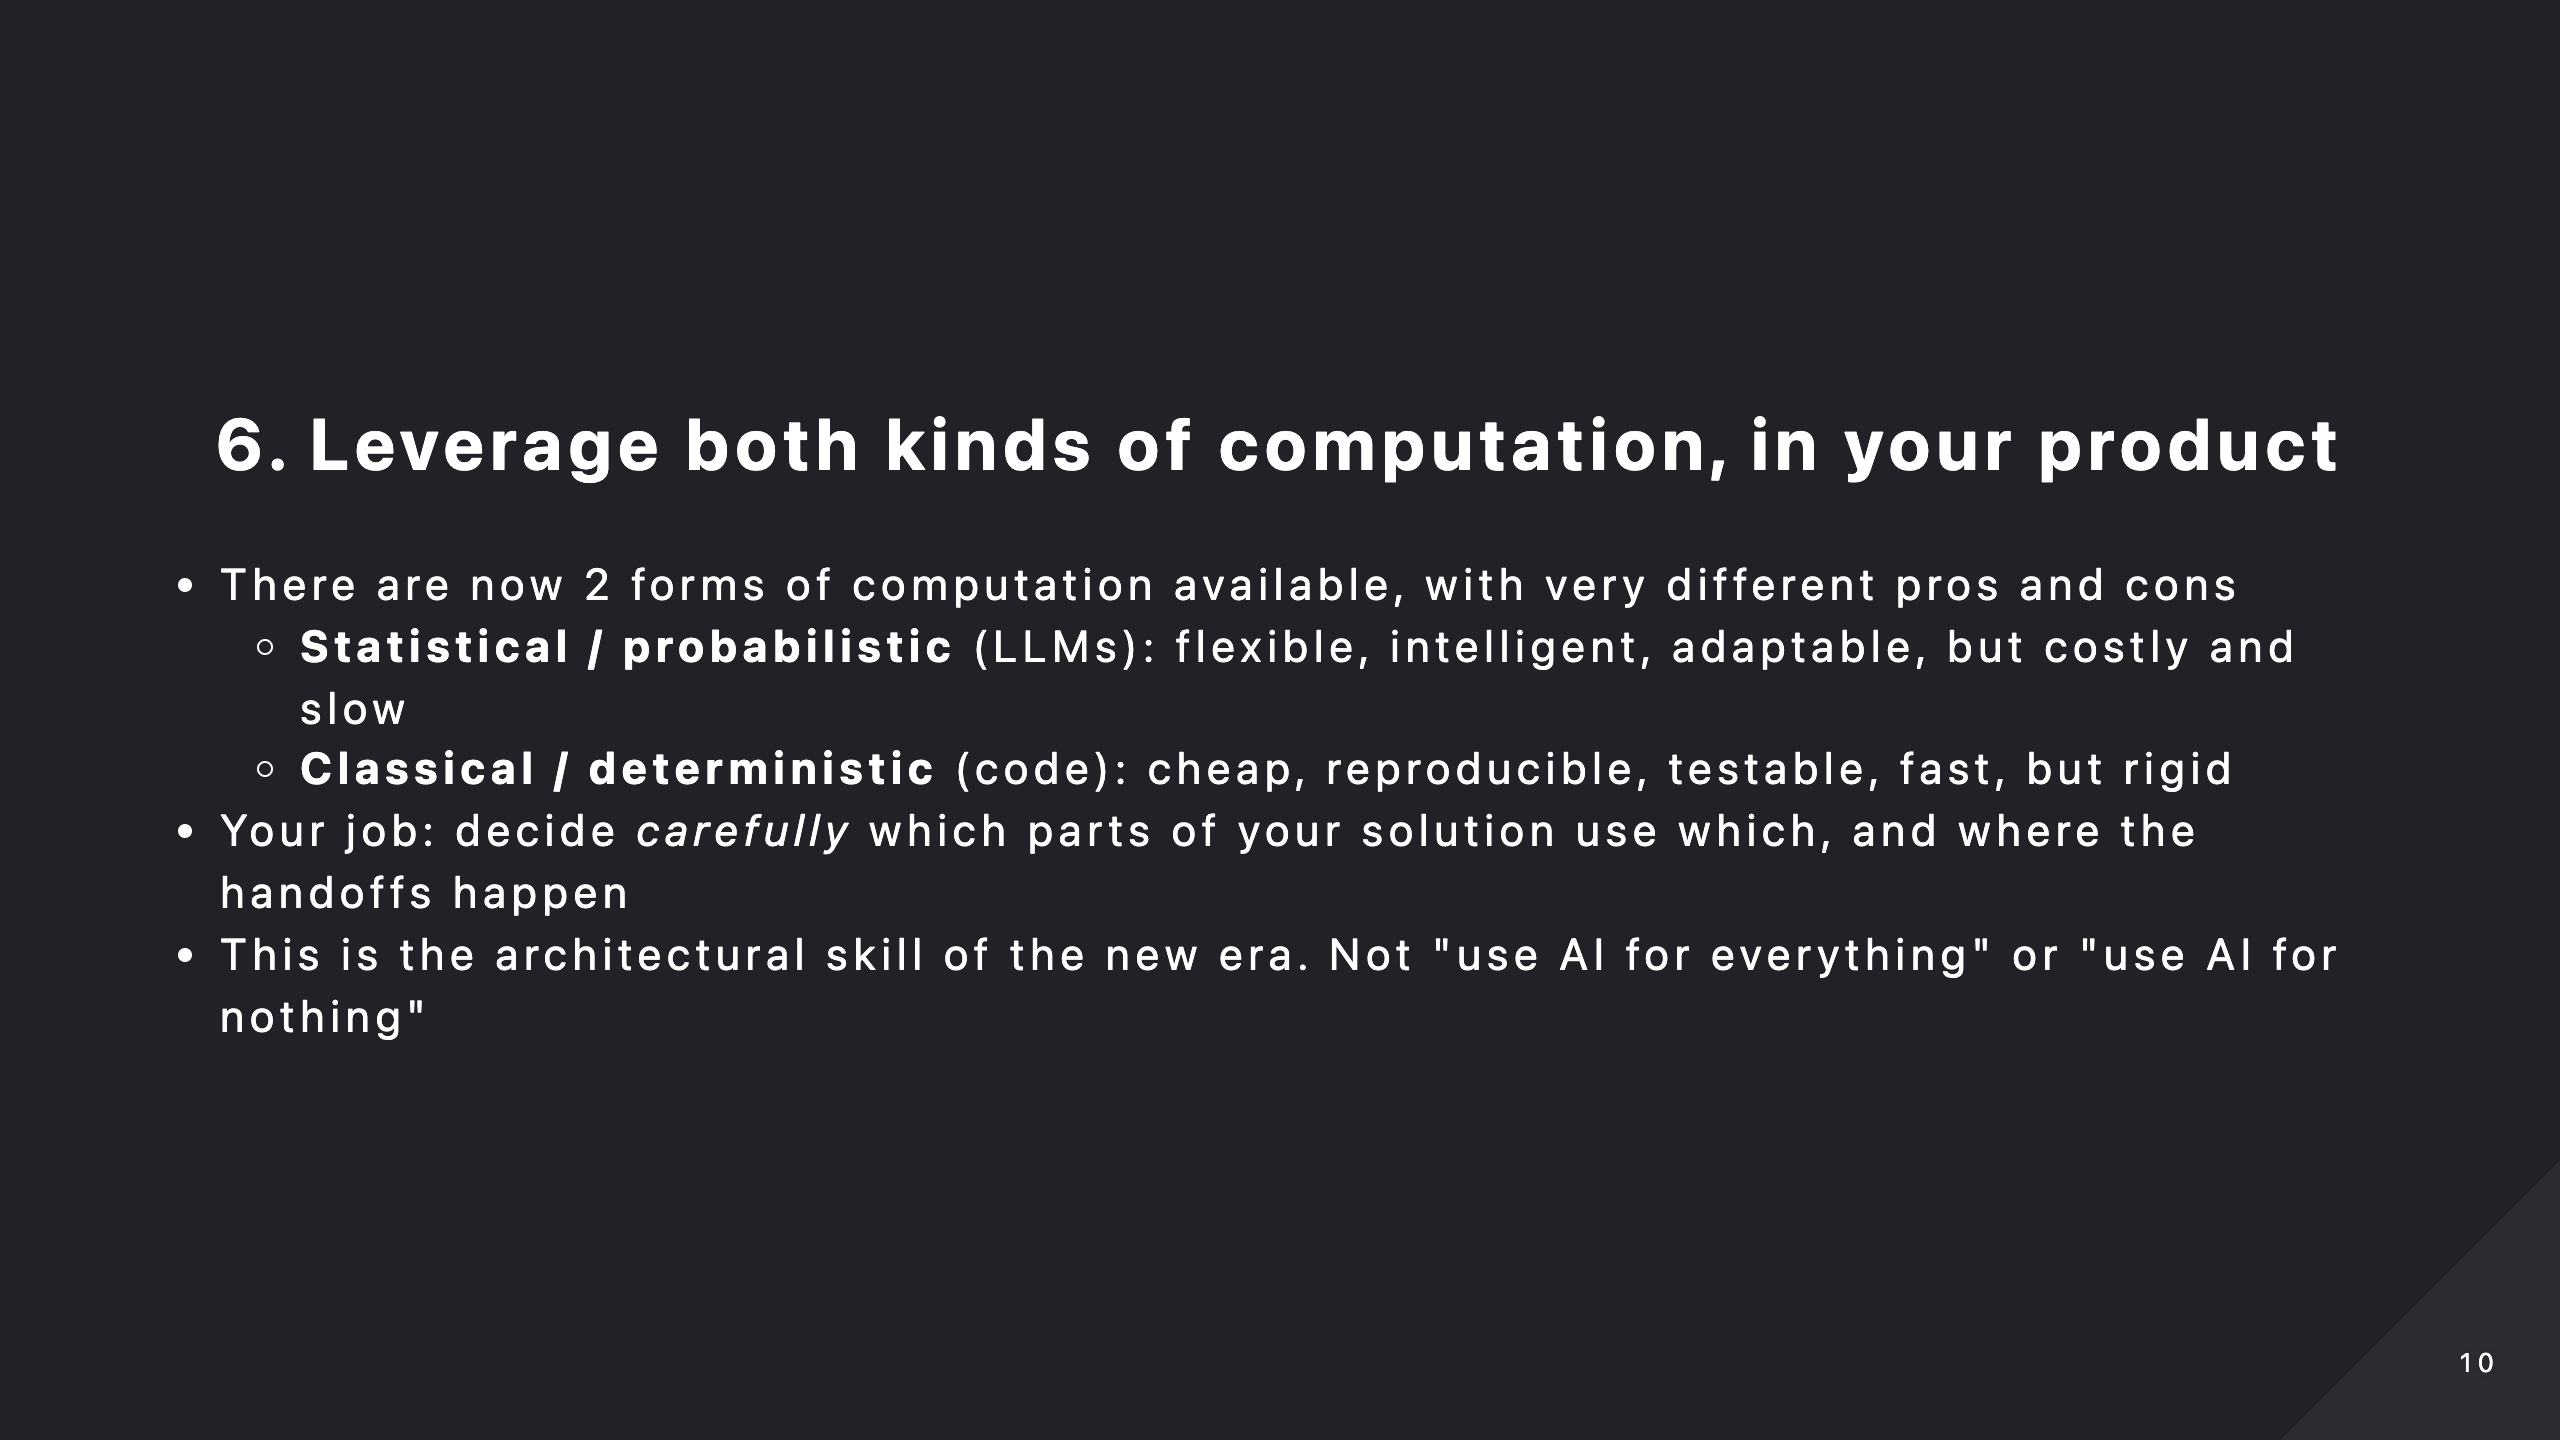 6. Leverage both kinds of computation, in your product
There are now 2 forms of computation available, with very different pros and cons
Statistical / probabilistic (LLMs): flexible, intelligent, adaptable, but costly and
slow
Classical / deterministic (code): cheap, reproducible, testable, fast, but rigid
Your job: decide carefully which parts of your solution use which, and where the
handoffs happen
This is the architectural skill of the new era. Not "use AI for everything" or "use AI for
nothing"
10